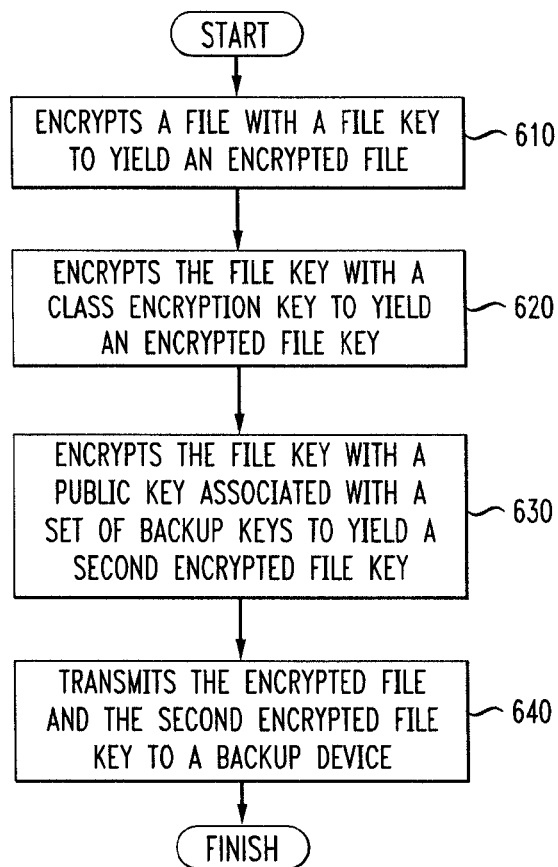 START
ENCRYPTS A FILE WITH A FILE KEY
TO YIELD AN ENCRYPTED FILE
610
ENCRYPTS THE FILE KEY WITH A
CLASS ENCRYPTION KEY TO YIELD
AN ENCRYPTED FILE KEY
620
ENCRYPTS THE FILE KEY WITH A
PUBLIC KEY ASSOCIATED WITH A
SET OF BACKUP KEYS TO YIELD A
SECOND ENCRYPTED FILE KEY
630
TRANSMITS THE ENCRYPTED FILE
AND THE SECOND ENCRYPTED FILE
KEY TO A BACKUP DEVICE
640
FINISH